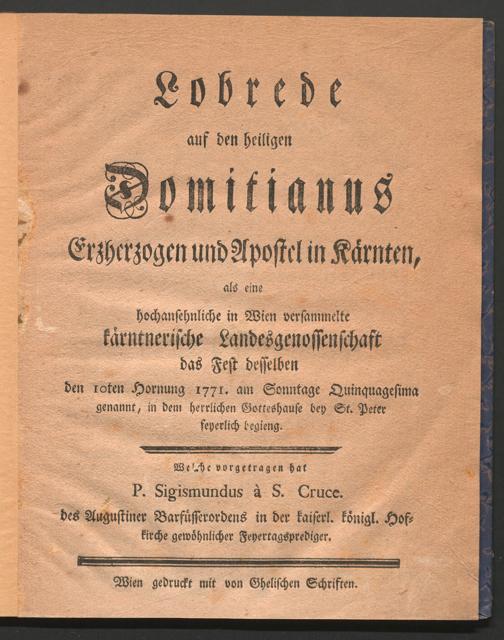 Lobrede
auf den heiligen
Domitianus
Erzherzogen und Apostel in Kärnten,
als eine
hochansehnliche in Wien versammelte
kärntnerische Landesgenossenschaft
das Fest desselben
den 10ten Hornung 1771. am Sonntage Quinquagesima
genannt, in dem herrlichen Gotteshause bey St. Peter
feyerlich begieng.
Welche vorgetragen hat
P. Sigismundus à S. Cruce.
des Augustiner Barfüsserordens in der kaiserl. königl. Hof-
kirche gewöhnlicher Feyertagsprediger.
Wien gedruckt mit von Ghelischen Schriften.